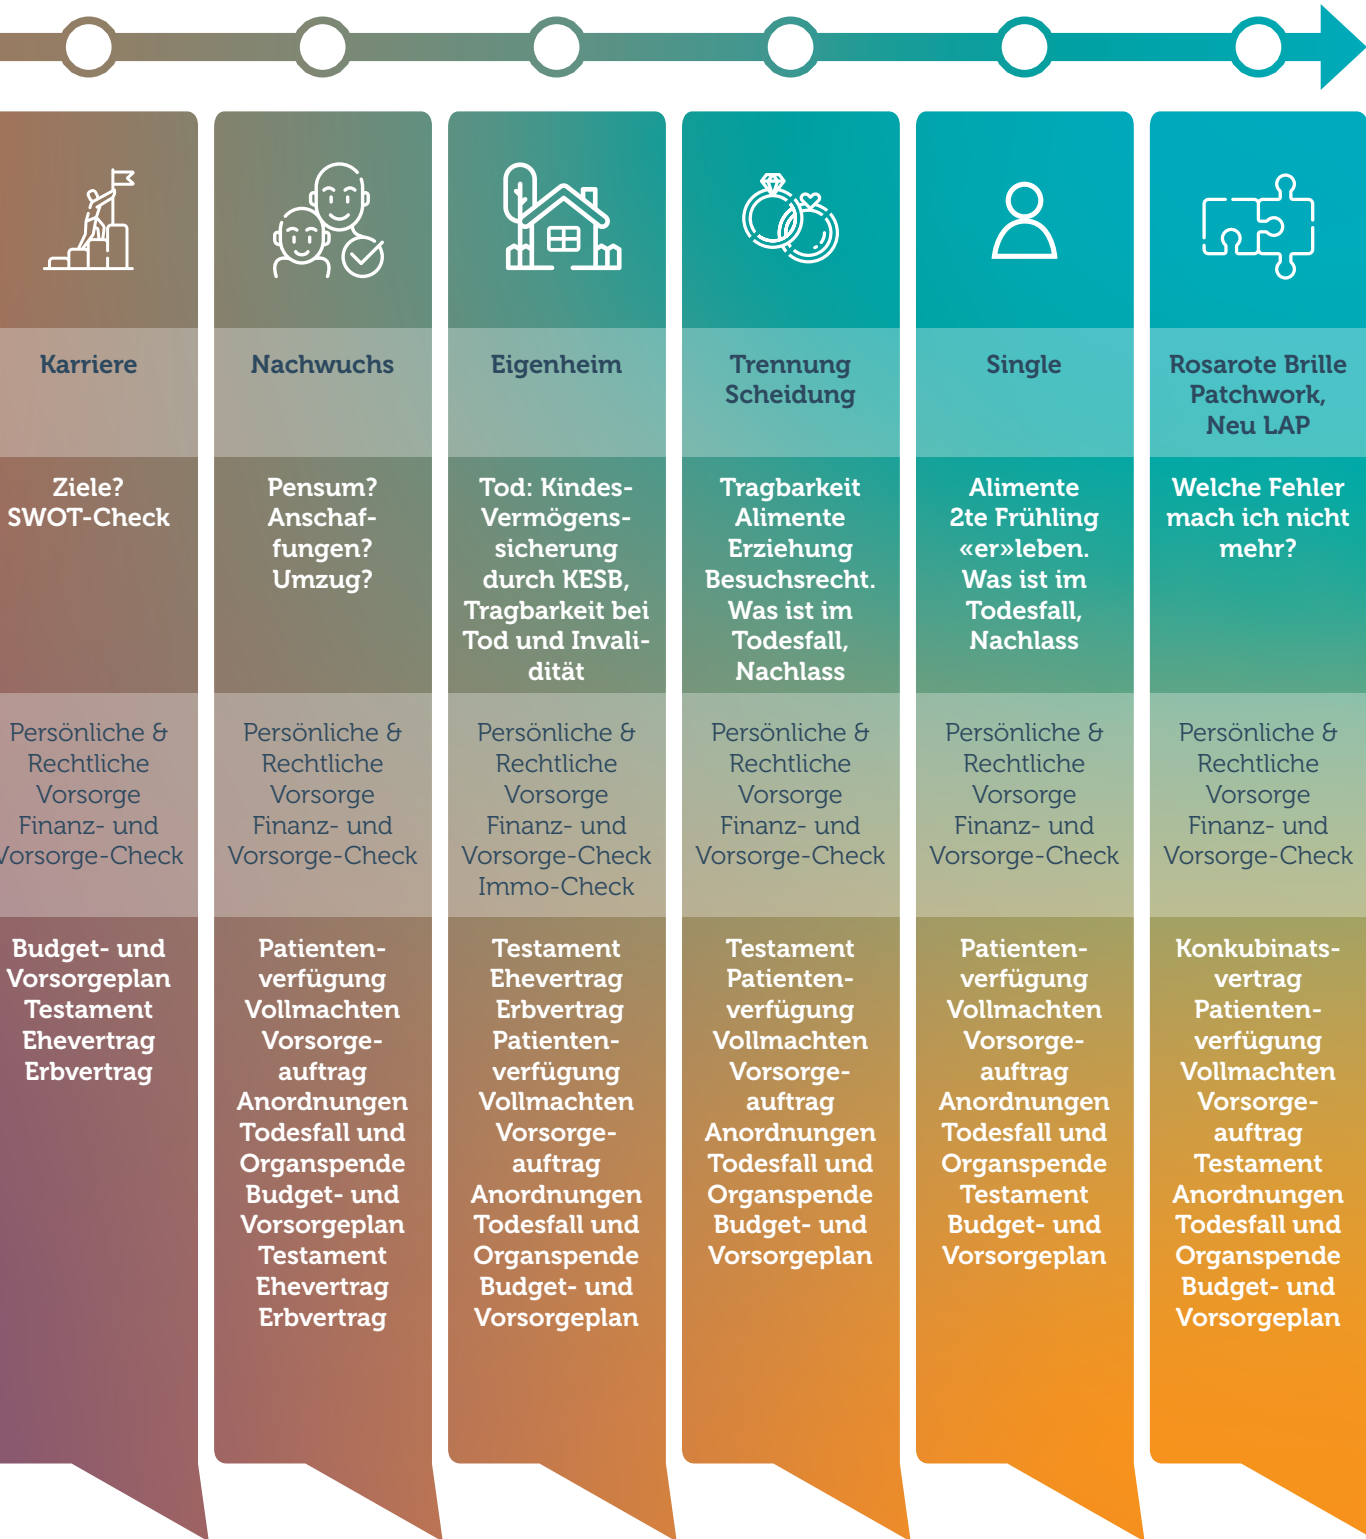 Karriere
Ziele?
SWOT-Check
Persönliche &
Rechtliche
Vorsorge
Finanz- und
Vorsorge-Check
Budget- und
Vorsorgeplan
Testament
Ehevertrag
Erbvertrag
Nachwuchs
Pensum?
Anschaf-
fungen?
Umzug?
Persönliche &
Rechtliche
Vorsorge
Finanz- und
Vorsorge-Check
Patienten-
verfügung
Vollmachten
Vorsorge-
auftrag
Anordnungen
Todesfall und
Organspende
Budget- und
Vorsorgeplan
Testament
Ehevertrag
Erbvertrag
Eigenheim
Tod: Kindes-
Vermögens-
sicherung
durch KESB,
Tragbarkeit bei
Tod und Invali-
dität
Persönliche &
Rechtliche
Vorsorge
Finanz- und
Vorsorge-Check
Immo-Check
Testament
Ehevertrag
Erbvertrag
Patienten-
verfügung
Vollmachten
Vorsorge-
auftrag
Anordnungen
Todesfall und
Organspende
Budget- und
Vorsorgeplan
Trennung
Scheidung
Tragbarkeit
Alimente
Erziehung
Besuchsrecht.
Was ist im
Todesfall,
Nachlass
Persönliche &
Rechtliche
Vorsorge
Finanz- und
Vorsorge-Check
Testament
Patienten-
verfügung
Vollmachten
Vorsorge-
auftrag
Anordnungen
Todesfall und
Organspende
Budget- und
Vorsorgeplan
Single
Alimente
2te Frühling
«er»leben.
Was ist im
Todesfall,
Nachlass
Persönliche &
Rechtliche
Vorsorge
Finanz- und
Vorsorge-Check
Patienten-
verfügung
Vollmachten
Vorsorge-
auftrag
Anordnungen
Todesfall und
Organspende
Testament
Budget- und
Vorsorgeplan
Rosarote Brille
Patchwork,
Neu LAP
Welche Fehler
mach ich nicht
mehr?
Persönliche &
Rechtliche
Vorsorge
Finanz- und
Vorsorge-Check
Konkubinats-
vertrag
Patienten-
verfügung
Vollmachten
Vorsorge-
auftrag
Testament
Anordnungen
Todesfall und
Organspende
Budget- und
Vorsorgeplan